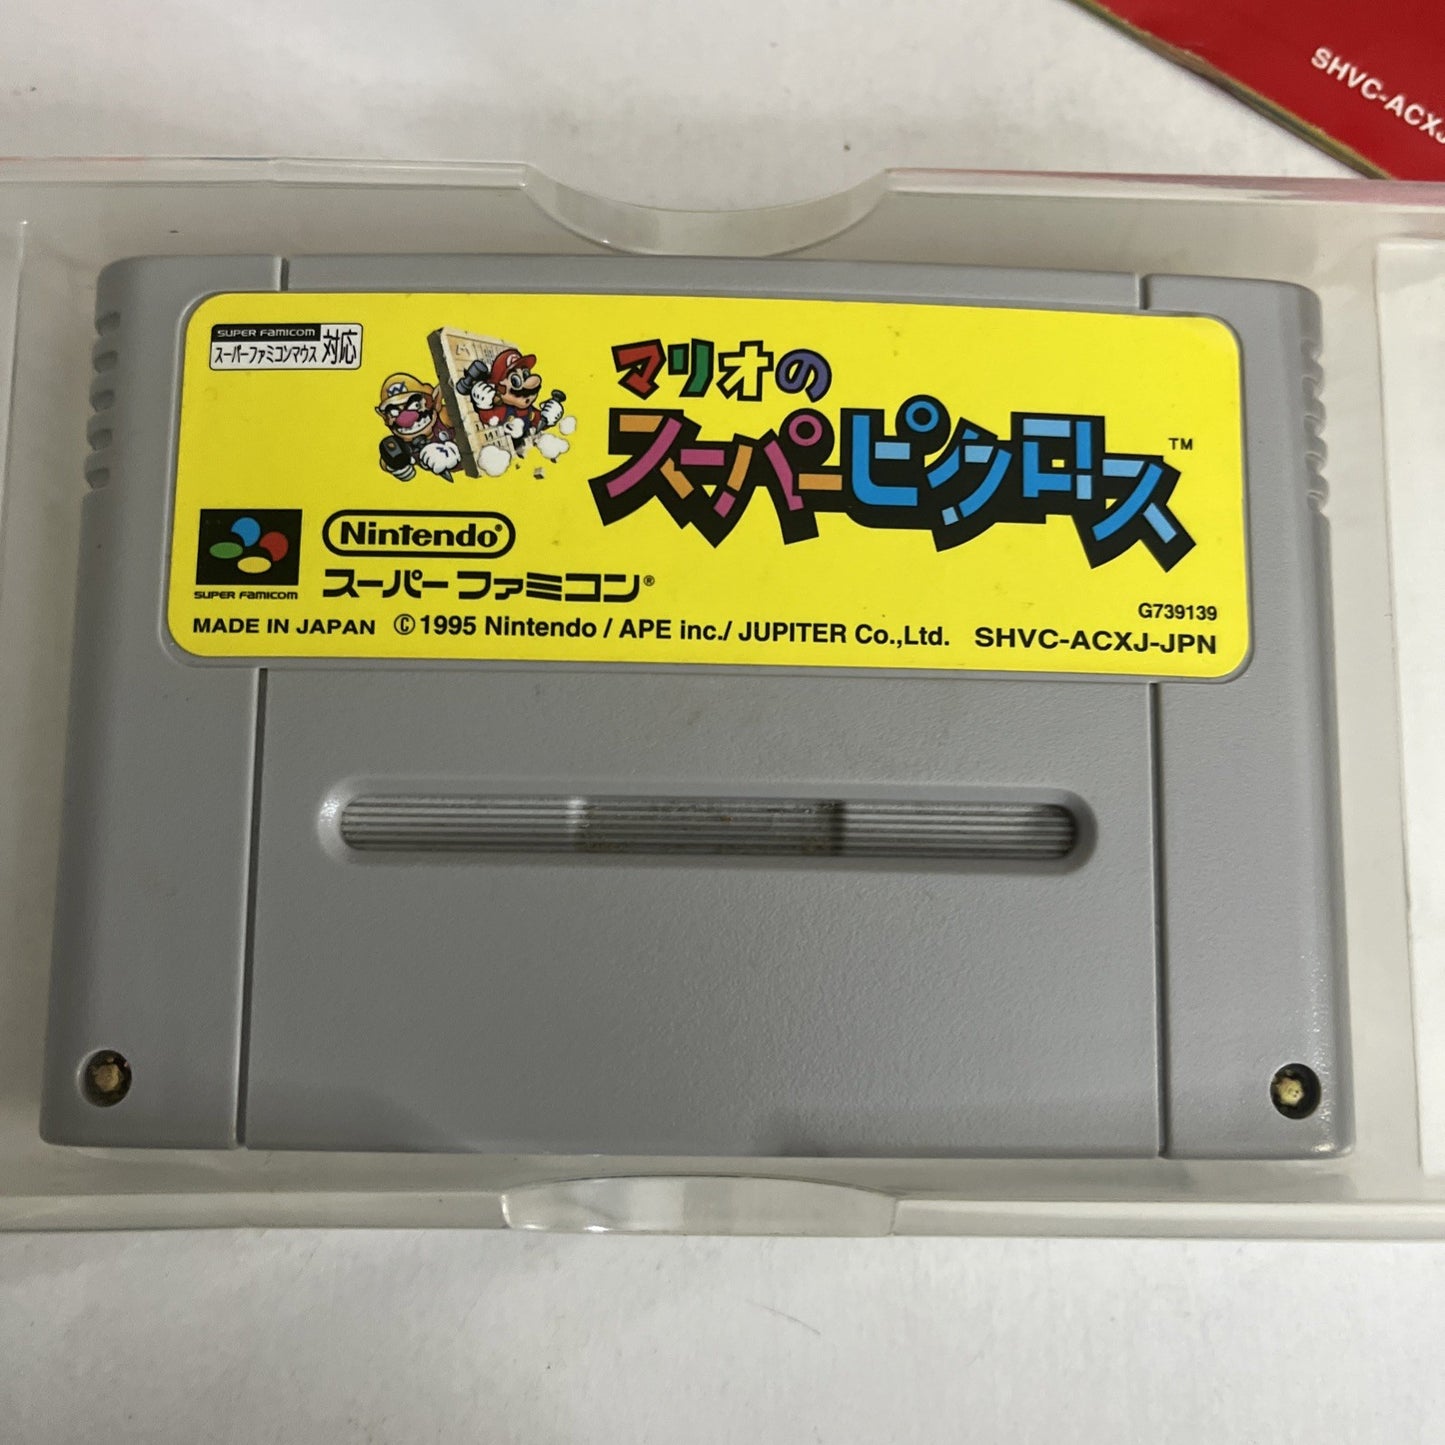 SHVC-ACXJ
SUPER FAMICOM
スーパーファミコンマウス 対応
マリオの
スーパーピクロス™
Nintendo®
スーパーファミコン®
SUPER FAMICOM
G739139
MADE IN JAPAN © 1995 Nintendo / APE inc./ JUPITER Co.,Ltd. SHVC-ACXJ-JPN